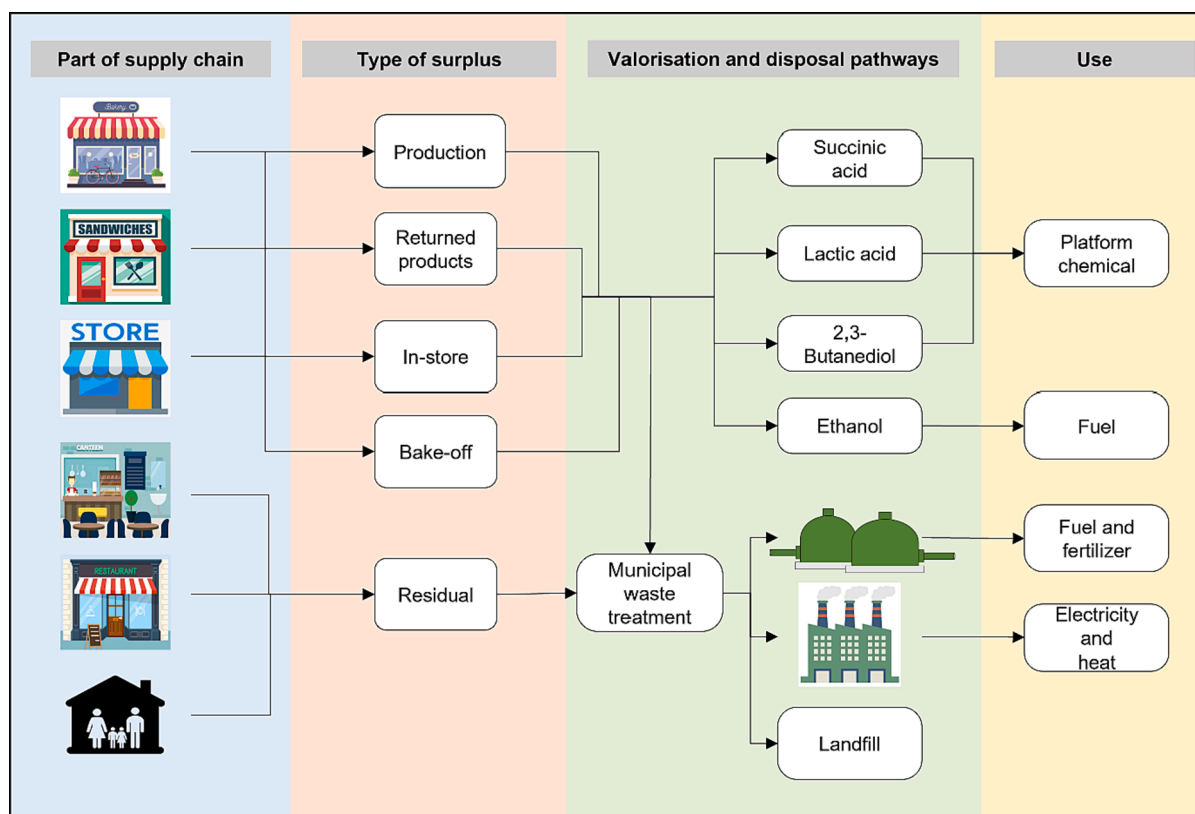 Part of supply chain
Type of surplus
Valorisation and disposal pathways
Use
Bakery
SANDWICHES
STORE
CANTEEN
RESTAURANT
Production
Returned
products
In-store
Bake-off
Residual
Succinic
acid
Lactic acid
2,3-
Butanediol
Ethanol
Municipal
waste
treatment
Landfill
Platform
chemical
Fuel
Fuel and
fertilizer
Electricity
and
heat